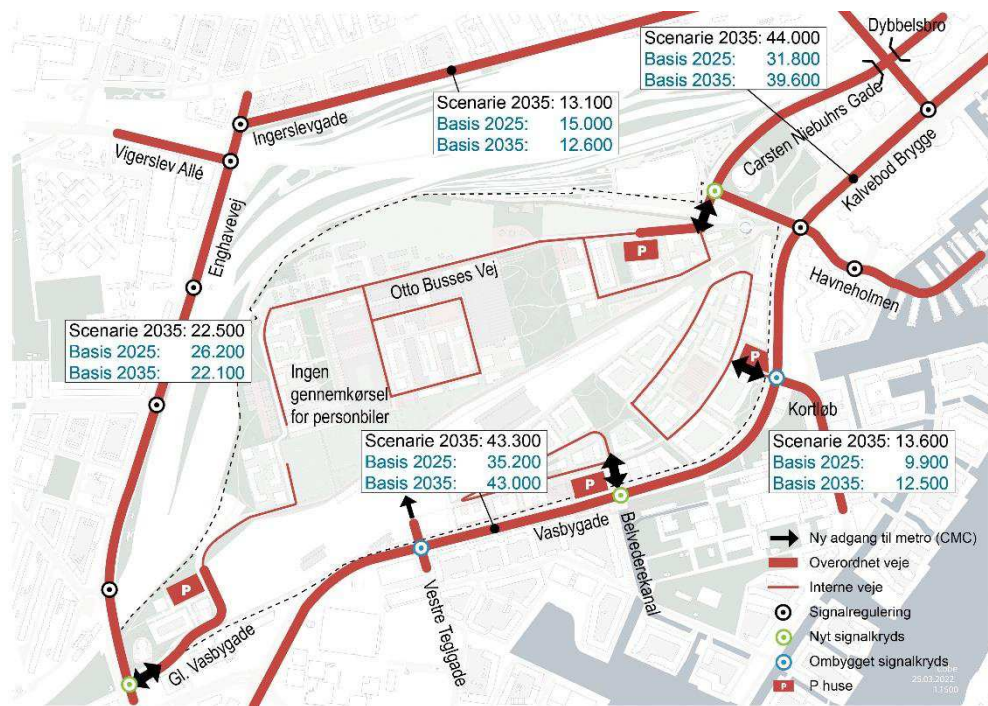 Dybbelsbro
Scenarie 2035: 44.000
Basis 2025: 31.800
Basis 2035: 39.600
Carsten Niebuhrs Gade
Kalvebod Brygge
Scenarie 2035: 13.100
Basis 2025: 15.000
Basis 2035: 12.600
Ingerslevgade
Vigerslev Allé
Enghavevej
P
Otto Busses Vej
Havneholmen
Scenarie 2035: 22.500
Basis 2025: 26.200
Basis 2035: 22.100
Ingen
gennemkørsel
for personbiler
P
Kortløb
Scenarie 2035: 43.300
Basis 2025: 35.200
Basis 2035: 43.000
Scenarie 2035: 13.600
Basis 2025: 9.900
Basis 2035: 12.500
P
Vasbygade
Belvederekanal
Vestre Teglgade
P
Gl. Vasbygade
Ny adgang til metro (CMC)
Overordnet veje
Interne veje
Signalregulering
Nyt signalkryds
Ombygget signalkryds
P P huse
25.03.2022